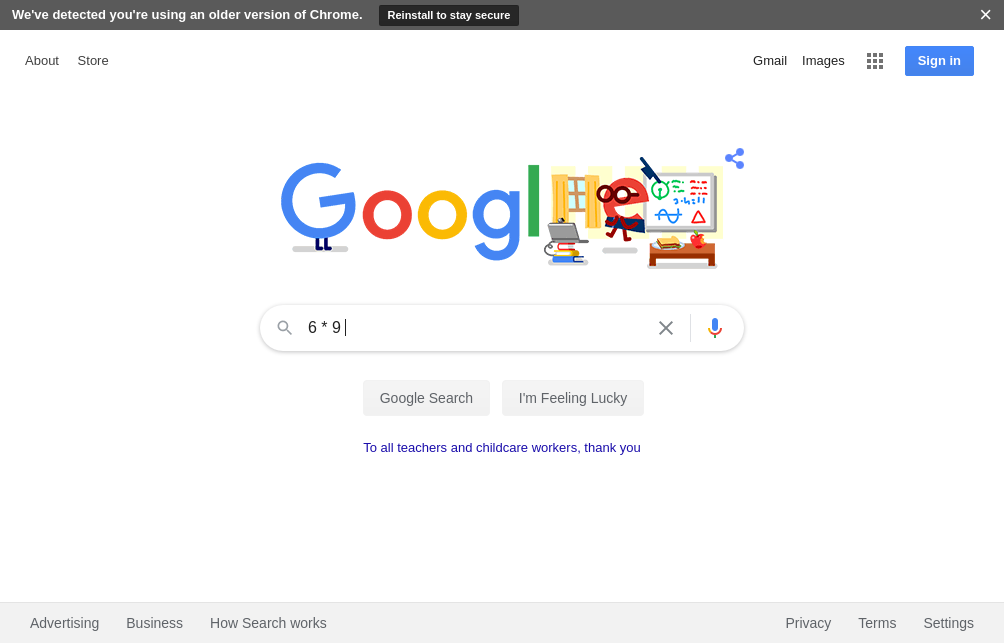 We've detected you're using an older version of Chrome. Reinstall to stay secure
About Store Gmail Images Sign in
Google
6 * 9
Google Search I'm Feeling Lucky
To all teachers and childcare workers, thank you
Advertising Business How Search works Privacy Terms Settings